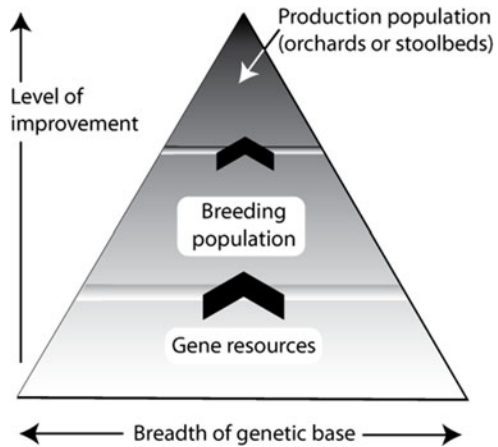 Production population
(orchards or stoolbeds)
Level of
improvement
Breeding
population
Gene resources
Breadth of genetic base